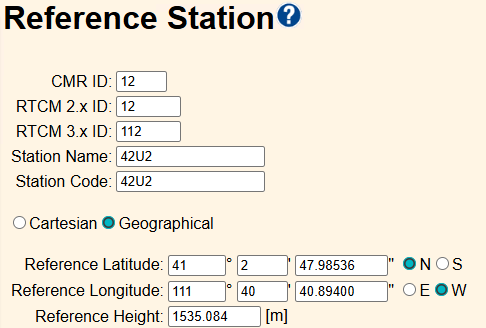 Reference Station?
CMR ID: 12
RTCM 2.x ID: 12
RTCM 3.x ID: 112
Station Name: 42U2
Station Code: 42U2
Cartesian Geographical
Reference Latitude: 41 ° 2 ' 47.98536 " N S
Reference Longitude: 111 ° 40 ' 40.89400 " E W
Reference Height: 1535.084 [m]